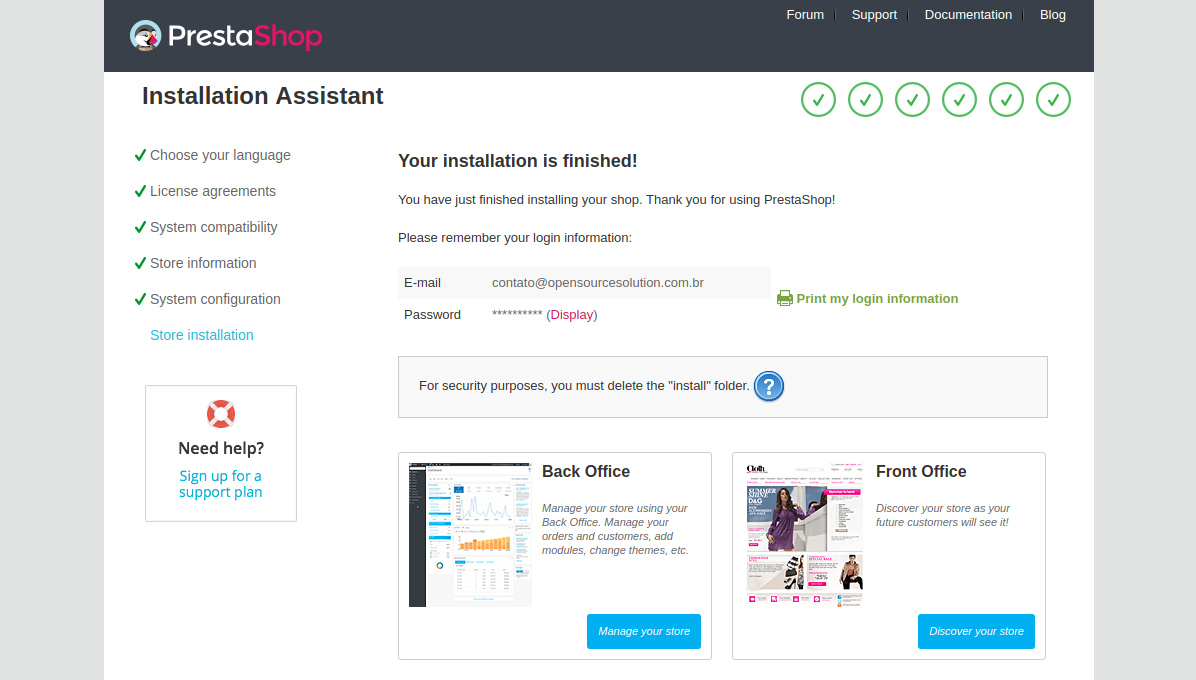 Forum
Support
Documentation
Blog
PrestaShop
Installation Assistant
Choose your language
License agreements
System compatibility
Store information
System configuration
Store installation
Need help?
Sign up for a
support plan
Your installation is finished!
You have just finished installing your shop. Thank you for using PrestaShop!
Please remember your login information:
E-mail contato@opensourcesolution.com.br
Password ********** (Display)
Print my login information
For security purposes, you must delete the "install" folder. ?
Back Office
Manage your store using your
Back Office. Manage your
orders and customers, add
modules, change themes, etc.
Manage your store
Cloth
SUMMER
SHINE
D&G
-25%
Front Office
Discover your store as your
future customers will see it!
Discover your store